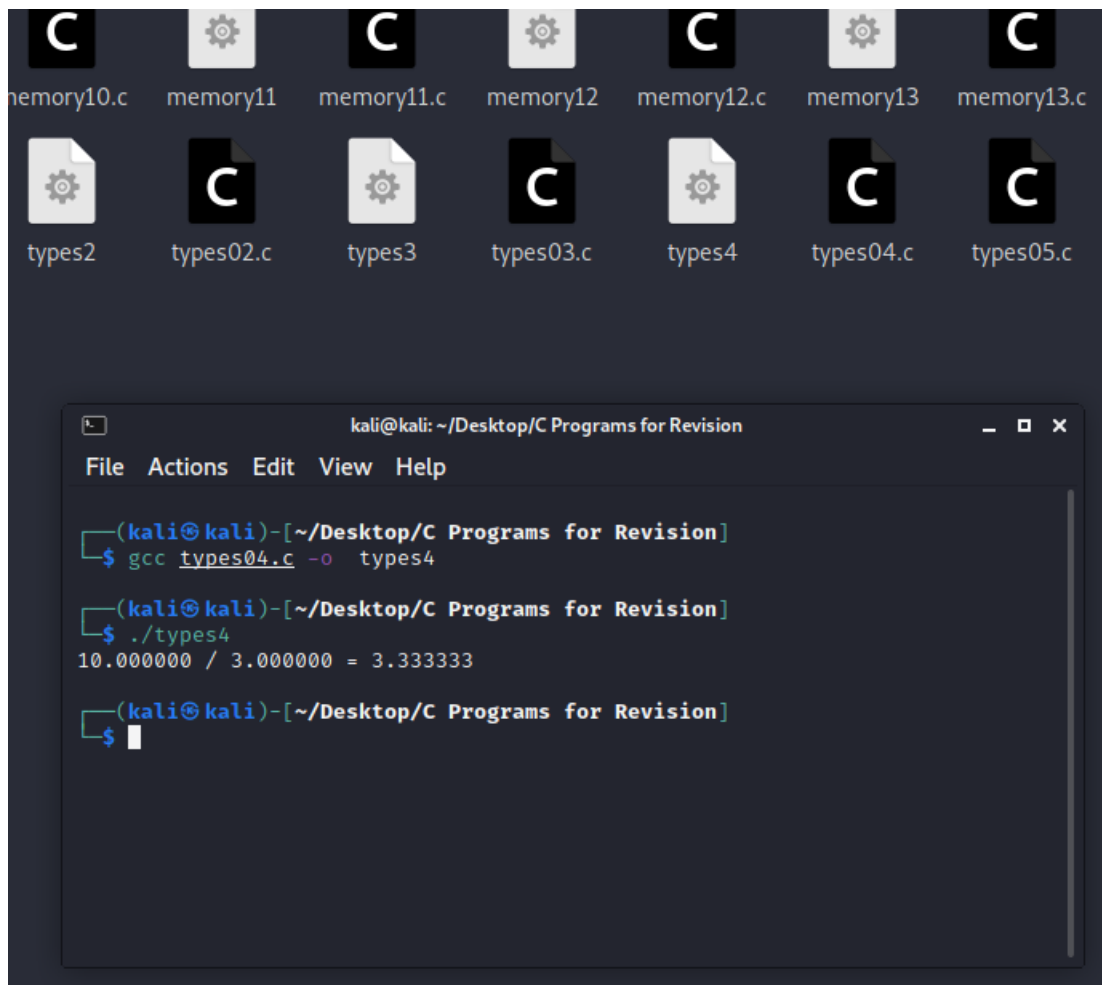 C C C C
memory10.c memory11 memory11.c memory12 memory12.c memory13 memory13.c
C C C C
types2 types02.c types3 types03.c types4 types04.c types05.c
kali@kali: ~/Desktop/C Programs for Revision
File Actions Edit View Help
┌──(kali㉿kali)-[~/Desktop/C Programs for Revision]
└─$ gcc types04.c -o  types4
┌──(kali㉿kali)-[~/Desktop/C Programs for Revision]
└─$ ./types4
10.000000 / 3.000000 = 3.333333
┌──(kali㉿kali)-[~/Desktop/C Programs for Revision]
└─$